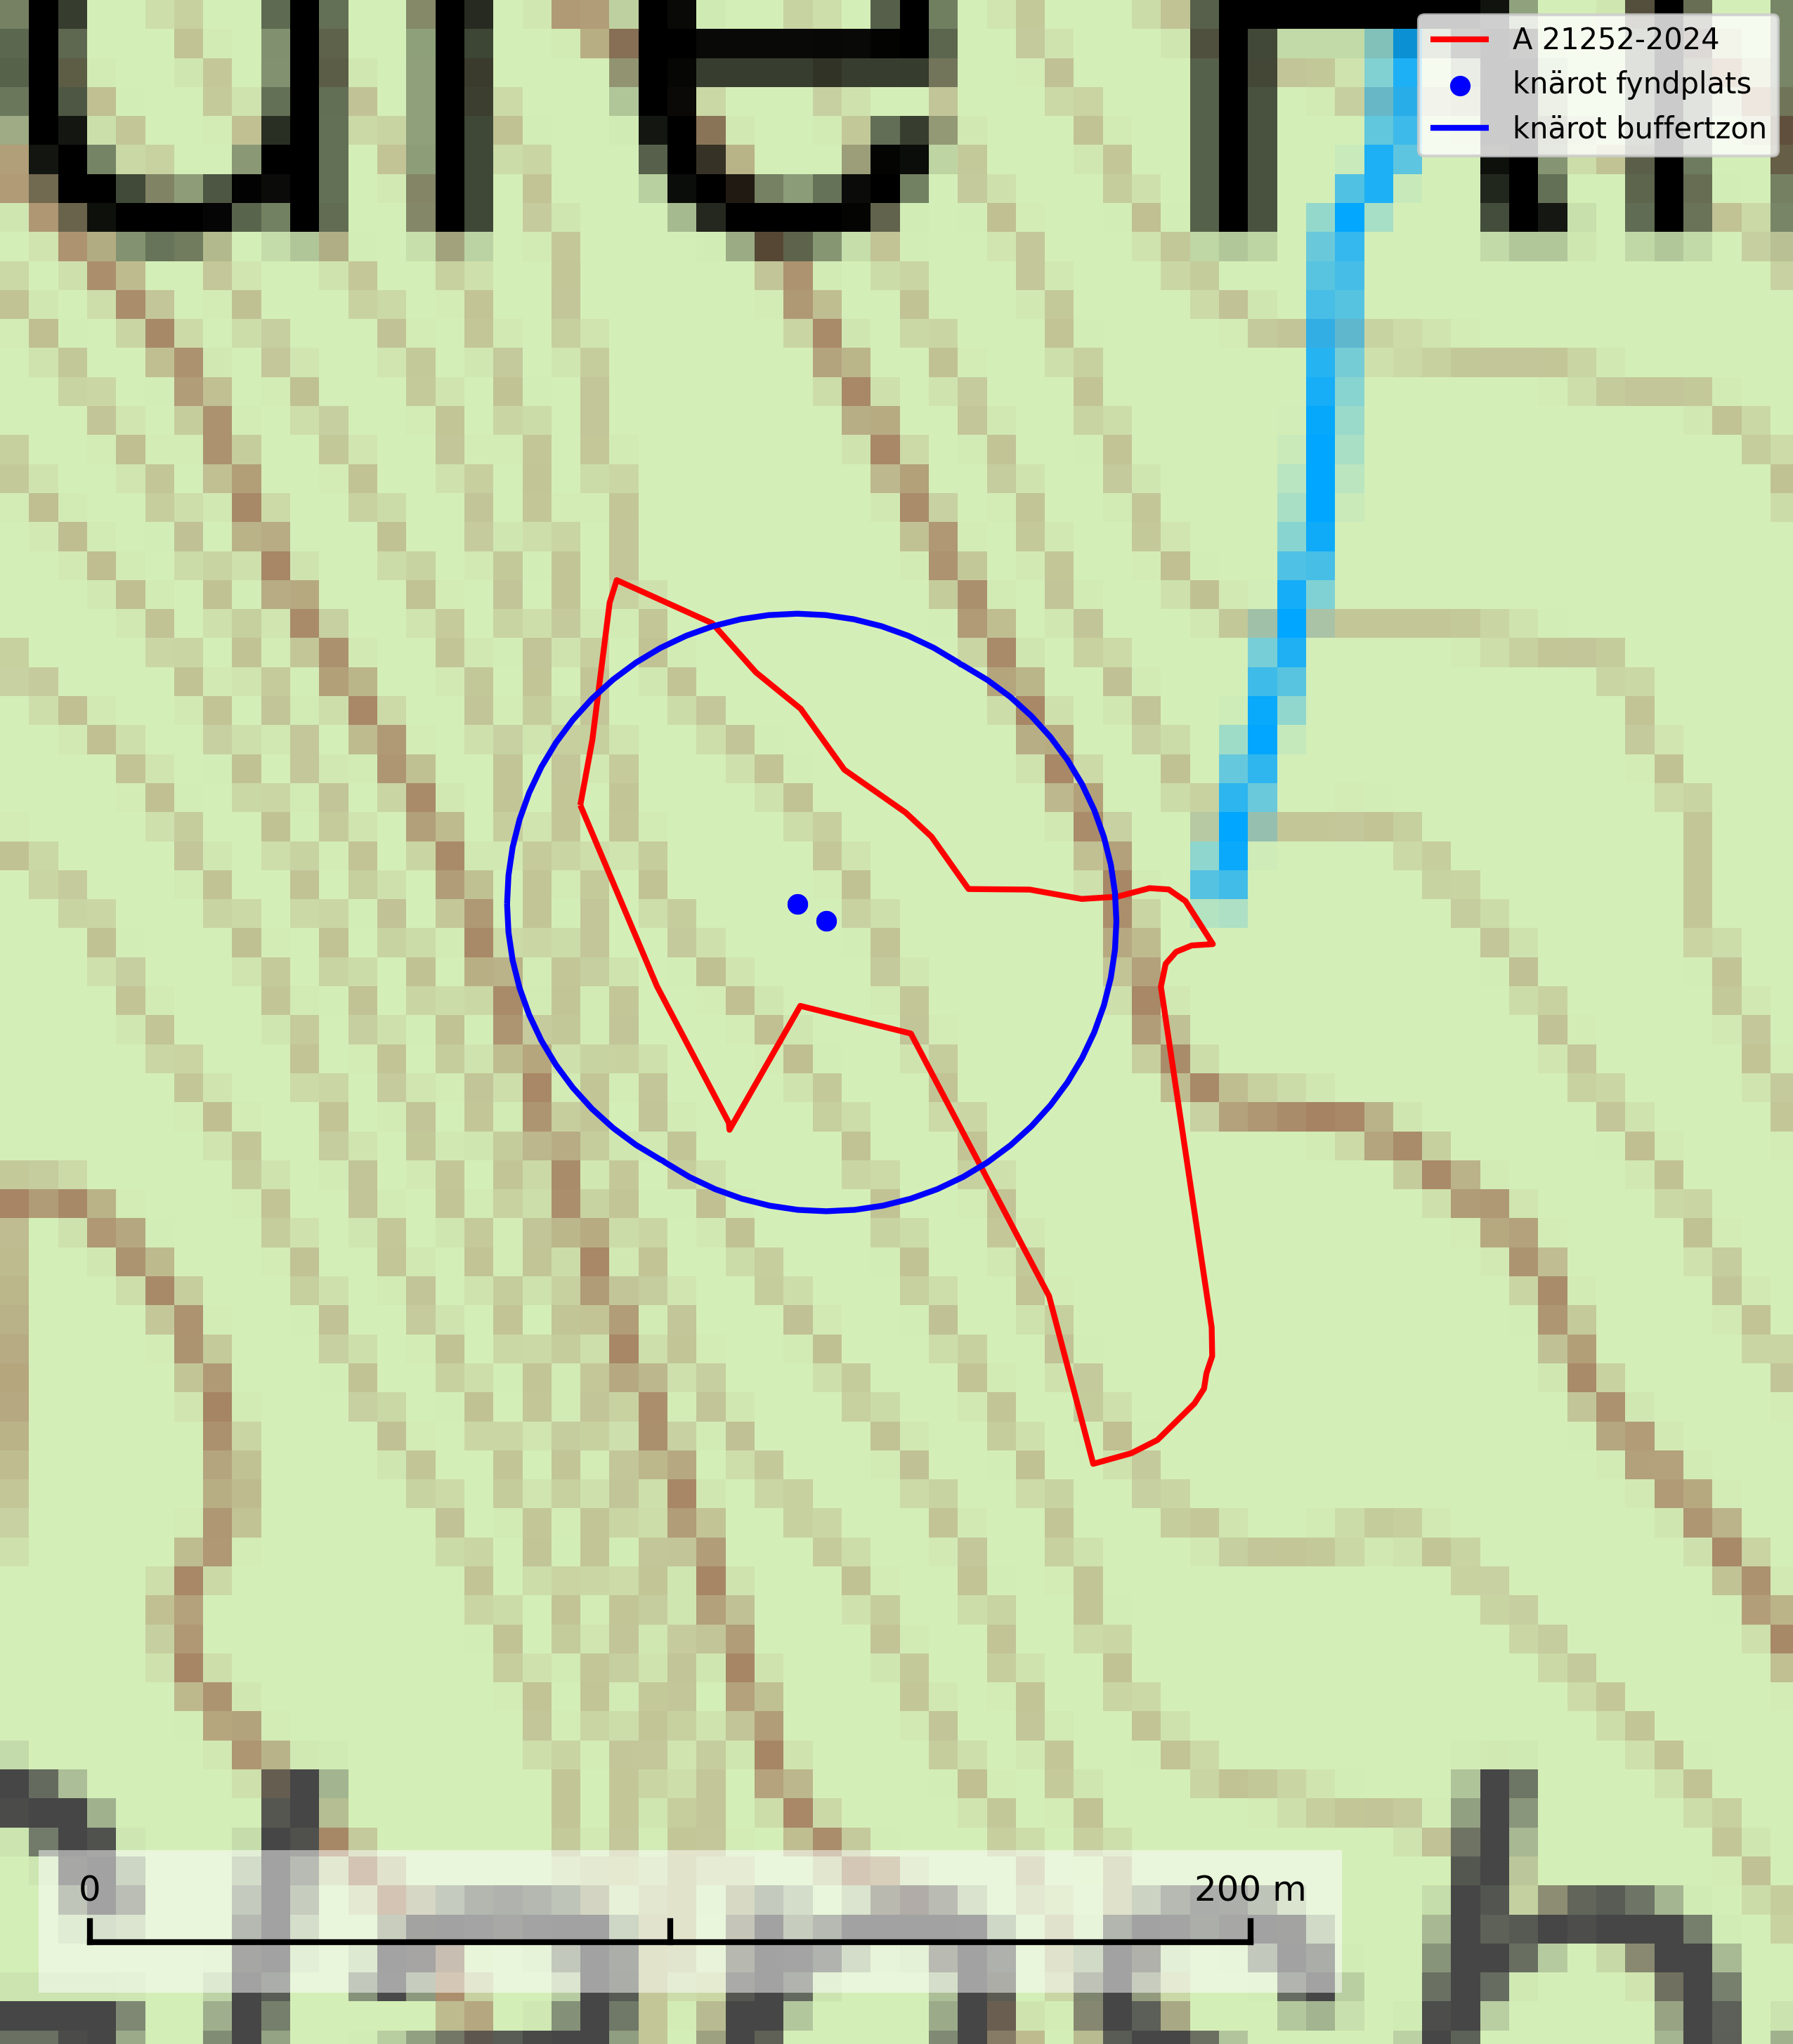 A 21252-2024
knärot fyndplats
knärot buffertzon
0
200 m